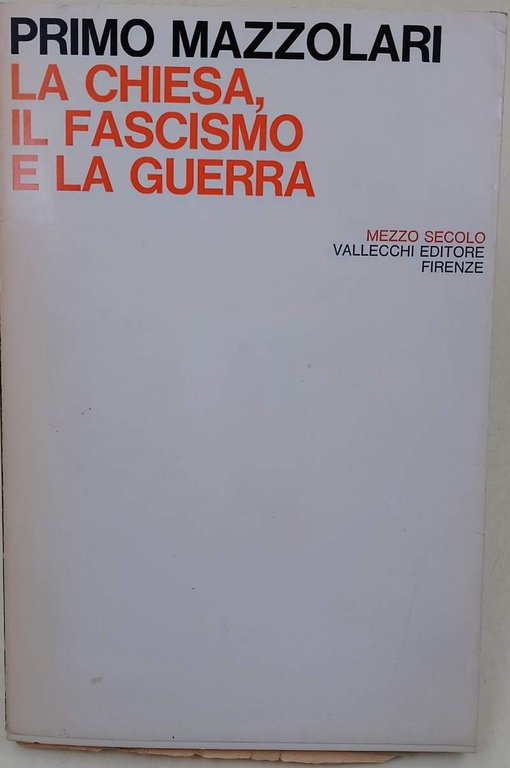 PRIMO MAZZOLARI
LA CHIESA,
IL FASCISMO
E LA GUERRA
MEZZO SECOLO
VALLECCHI EDITORE
FIRENZE